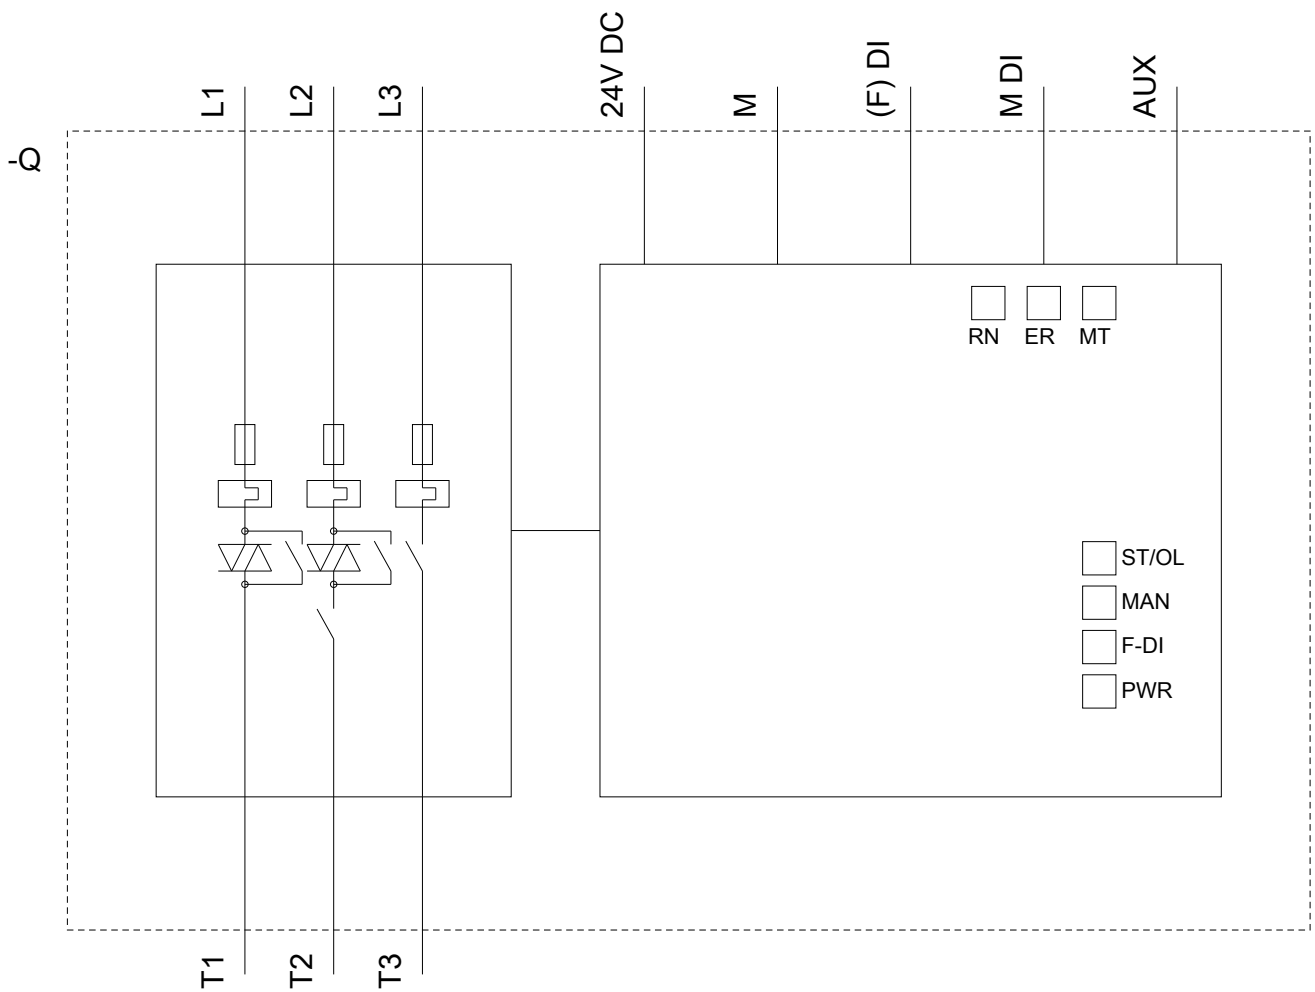 L1
L2
L3
24V DC
M
(F) DI
M DI
AUX
-Q
RN ER MT
ST/OL
MAN
F-DI
PWR
T1
T2
T3